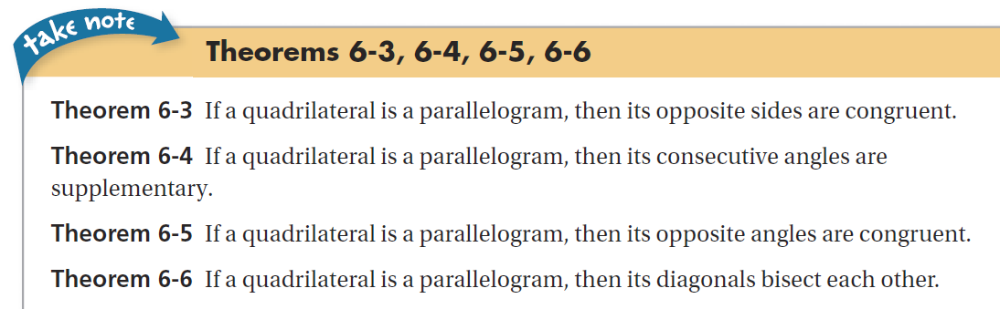 take note
Theorems 6-3, 6-4, 6-5, 6-6
Theorem 6-3 If a quadrilateral is a parallelogram, then its opposite sides are congruent.
Theorem 6-4 If a quadrilateral is a parallelogram, then its consecutive angles are
supplementary.
Theorem 6-5 If a quadrilateral is a parallelogram, then its opposite angles are congruent.
Theorem 6-6 If a quadrilateral is a parallelogram, then its diagonals bisect each other.